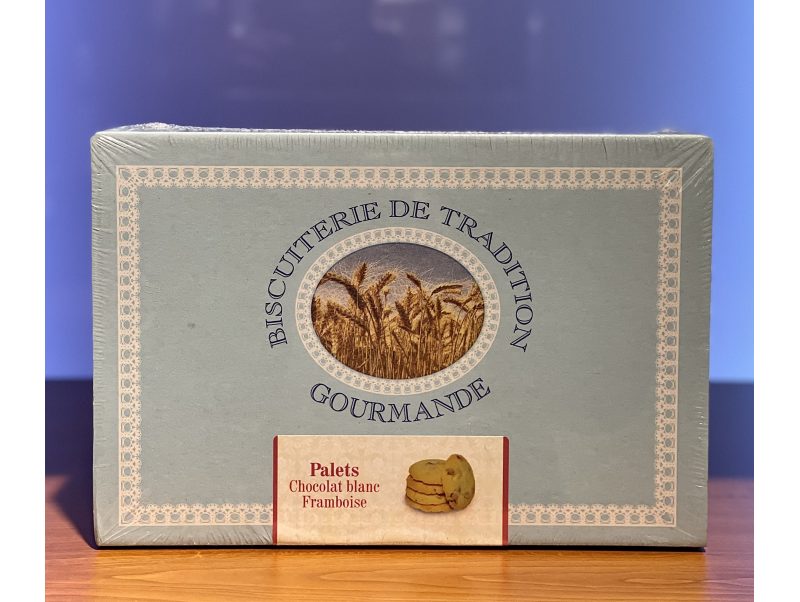 BISCUITERIE DE TRADITION
GOURMANDE
Palets
Chocolat blanc
Framboise